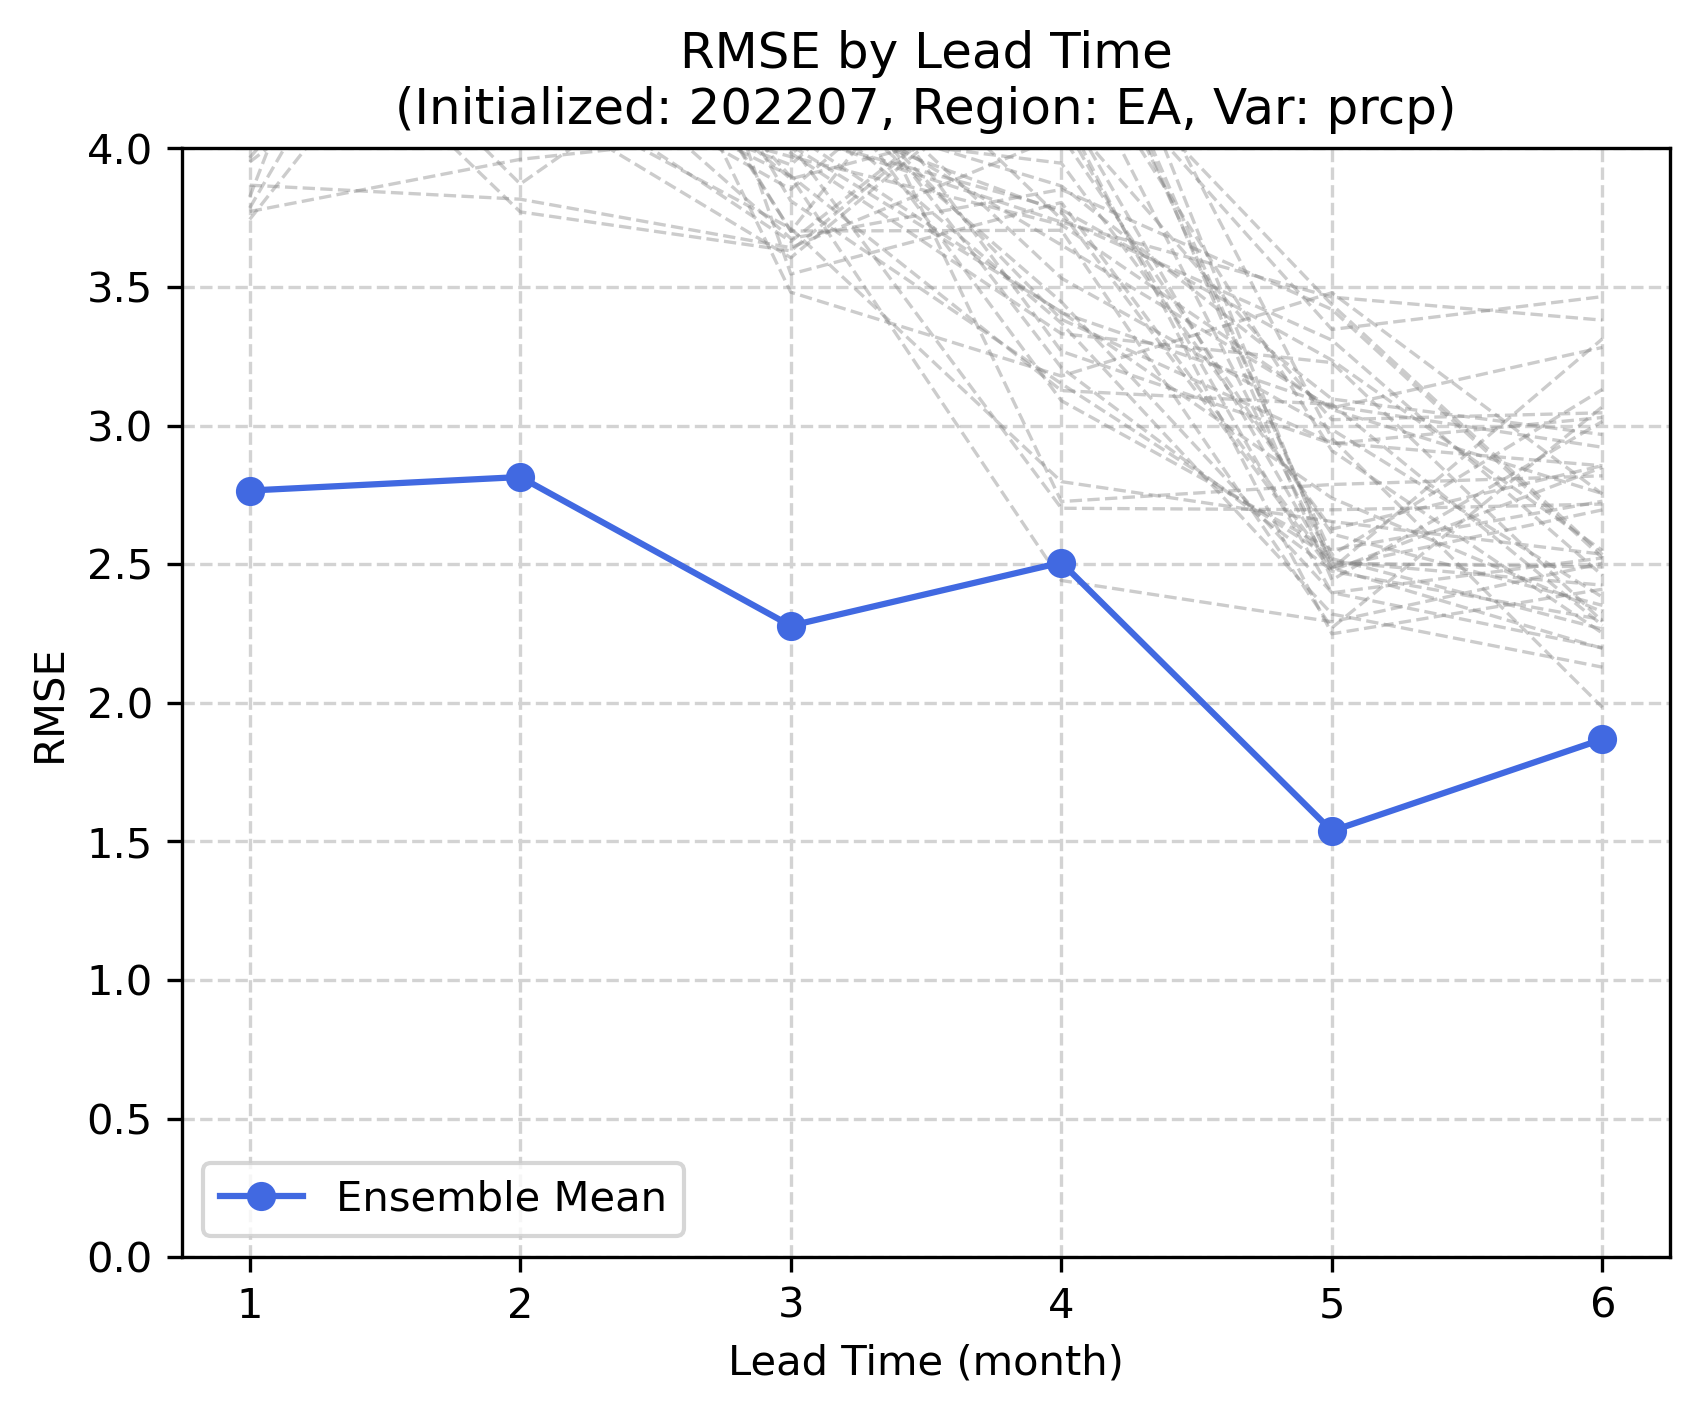 RMSE by Lead Time
(Initialized: 202207, Region: EA, Var: prcp)
4.0
3.5
3.0
2.5
2.0
1.5
1.0
0.5
0.0
RMSE
Ensemble Mean
1 2 3 4 5 6
Lead Time (month)